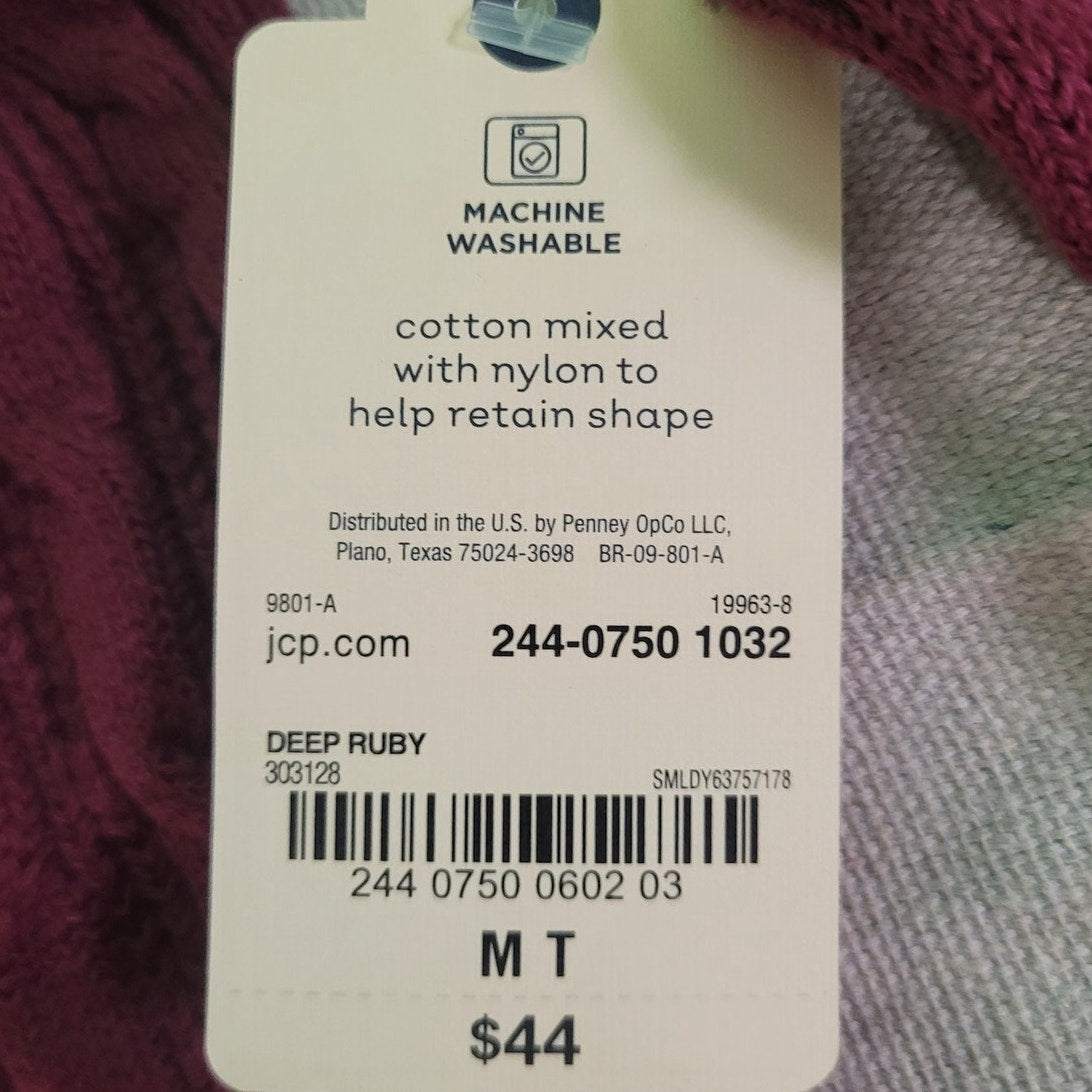 MACHINE
WASHABLE
cotton mixed
with nylon to
help retain shape
Distributed in the U.S. by Penney OpCo LLC,
Plano, Texas 75024-3698 BR-09-801-A
9801-A 19963-8
jcp.com 244-0750 1032
DEEP RUBY
303128 SMLDY63757178
244 0750 0602 03
M T
$44